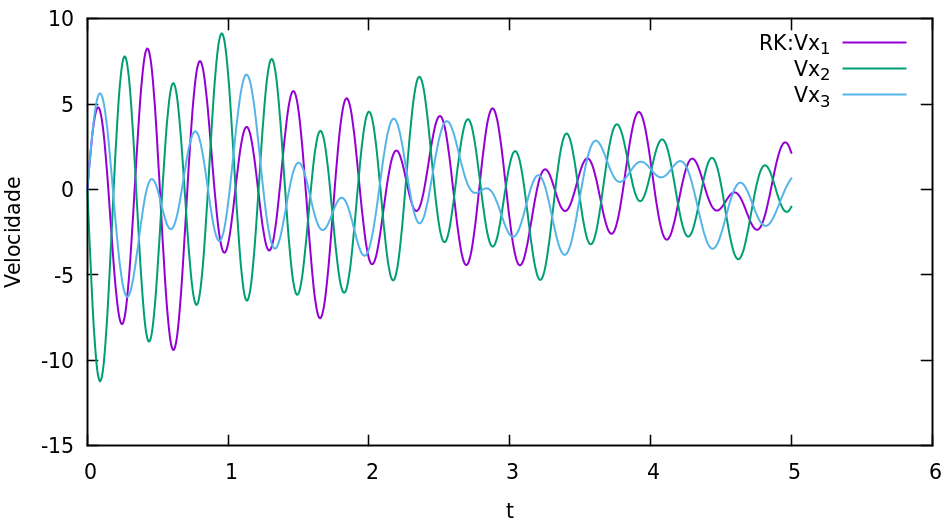 10
5
0
-5
-10
-15
Velocidade
RK:Vx₁
Vx₂
Vx₃
0 1 2 3 4 5 6
t